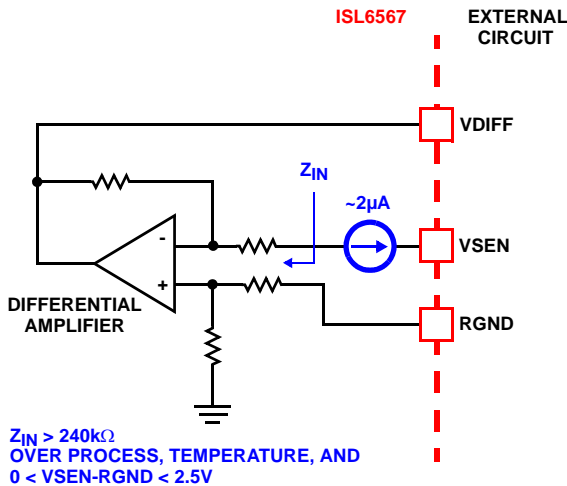 ISL6567
EXTERNAL
CIRCUIT
VDIFF
ZIN
~2µA
-
VSEN
+
DIFFERENTIAL
AMPLIFIER
RGND
ZIN > 240kΩ
OVER PROCESS, TEMPERATURE, AND
0 < VSEN-RGND < 2.5V